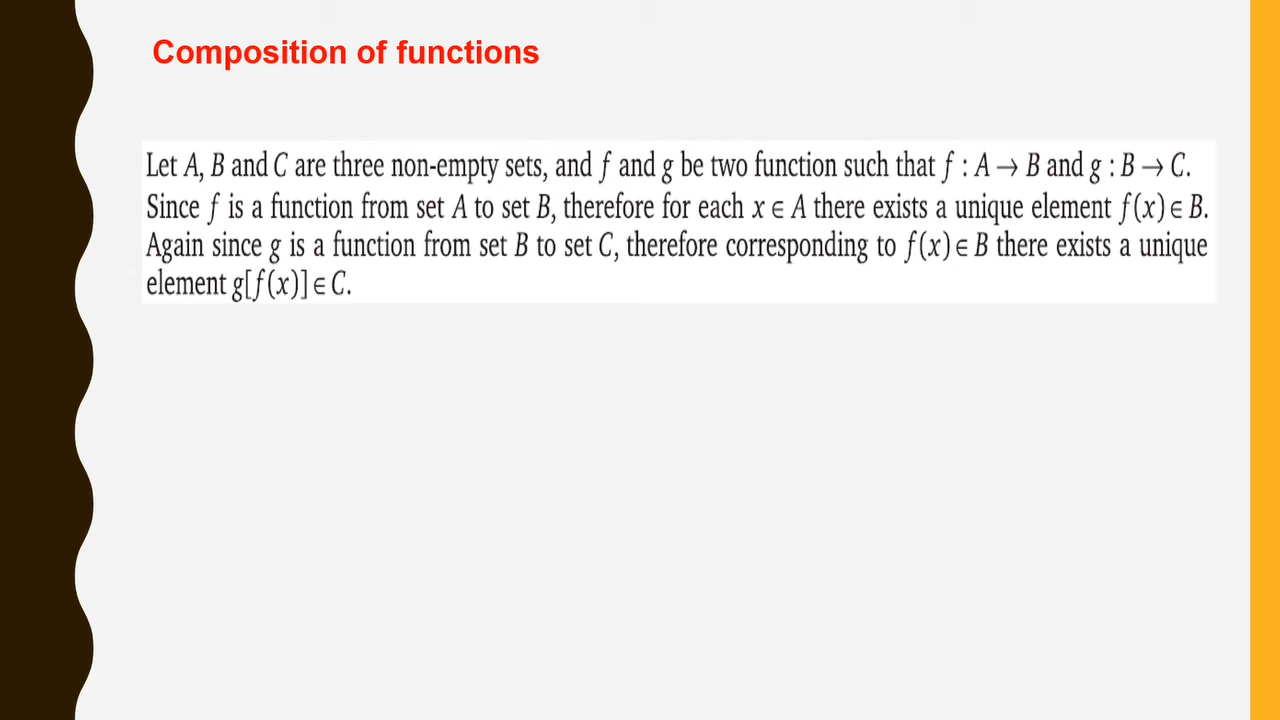 Composition of functions
Let A, B and C are three non-empty sets, and f and g be two function such that f : A → B and g : B → C.
Since f is a function from set A to set B, therefore for each x ∈ A there exists a unique element f(x) ∈ B.
Again since g is a function from set B to set C, therefore corresponding to f(x) ∈ B there exists a unique
element g[f(x)] ∈ C.